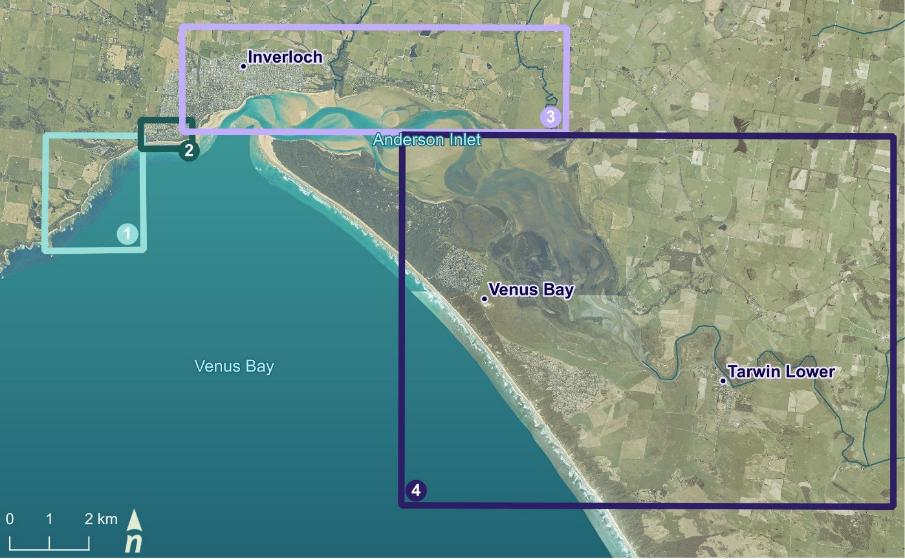 Inverloch
3
Anderson Inlet
2
1
Venus Bay
Venus Bay
Tarwin Lower
4
0 1 2 km
n